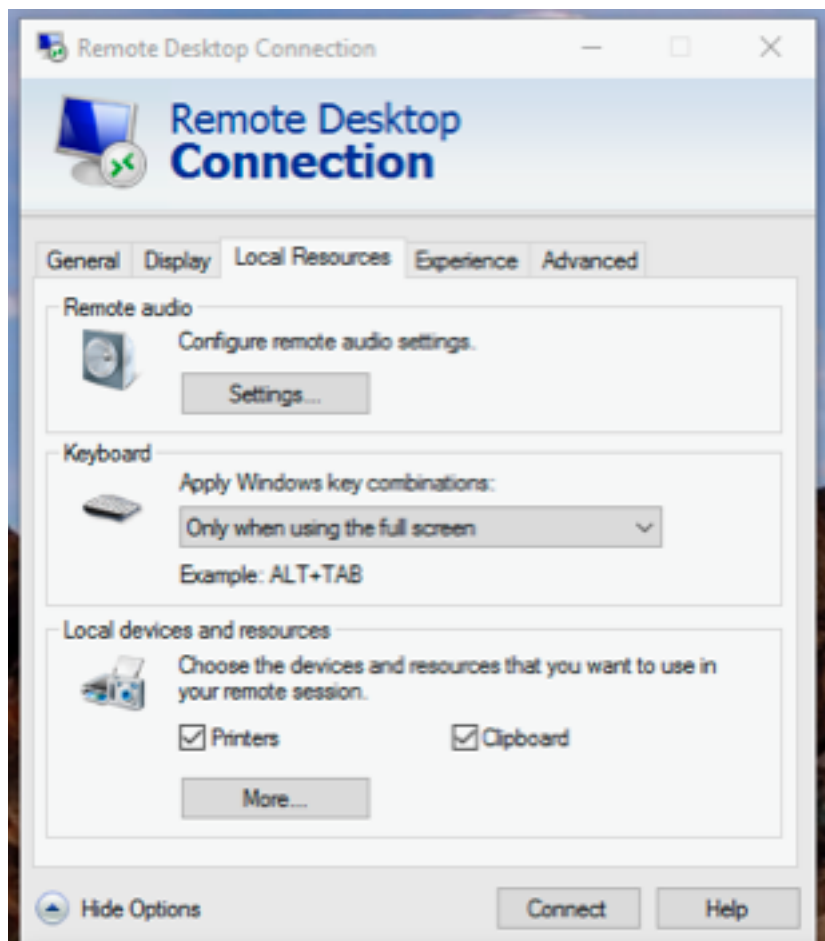 Remote Desktop Connection
Remote Desktop
Connection
General Display Local Resources Experience Advanced
Remote audio
Configure remote audio settings.
Settings...
Keyboard
Apply Windows key combinations:
Only when using the full screen
Example: ALT+TAB
Local devices and resources
Choose the devices and resources that you want to use in
your remote session.
Printers Clipboard
More...
Hide Options Connect Help